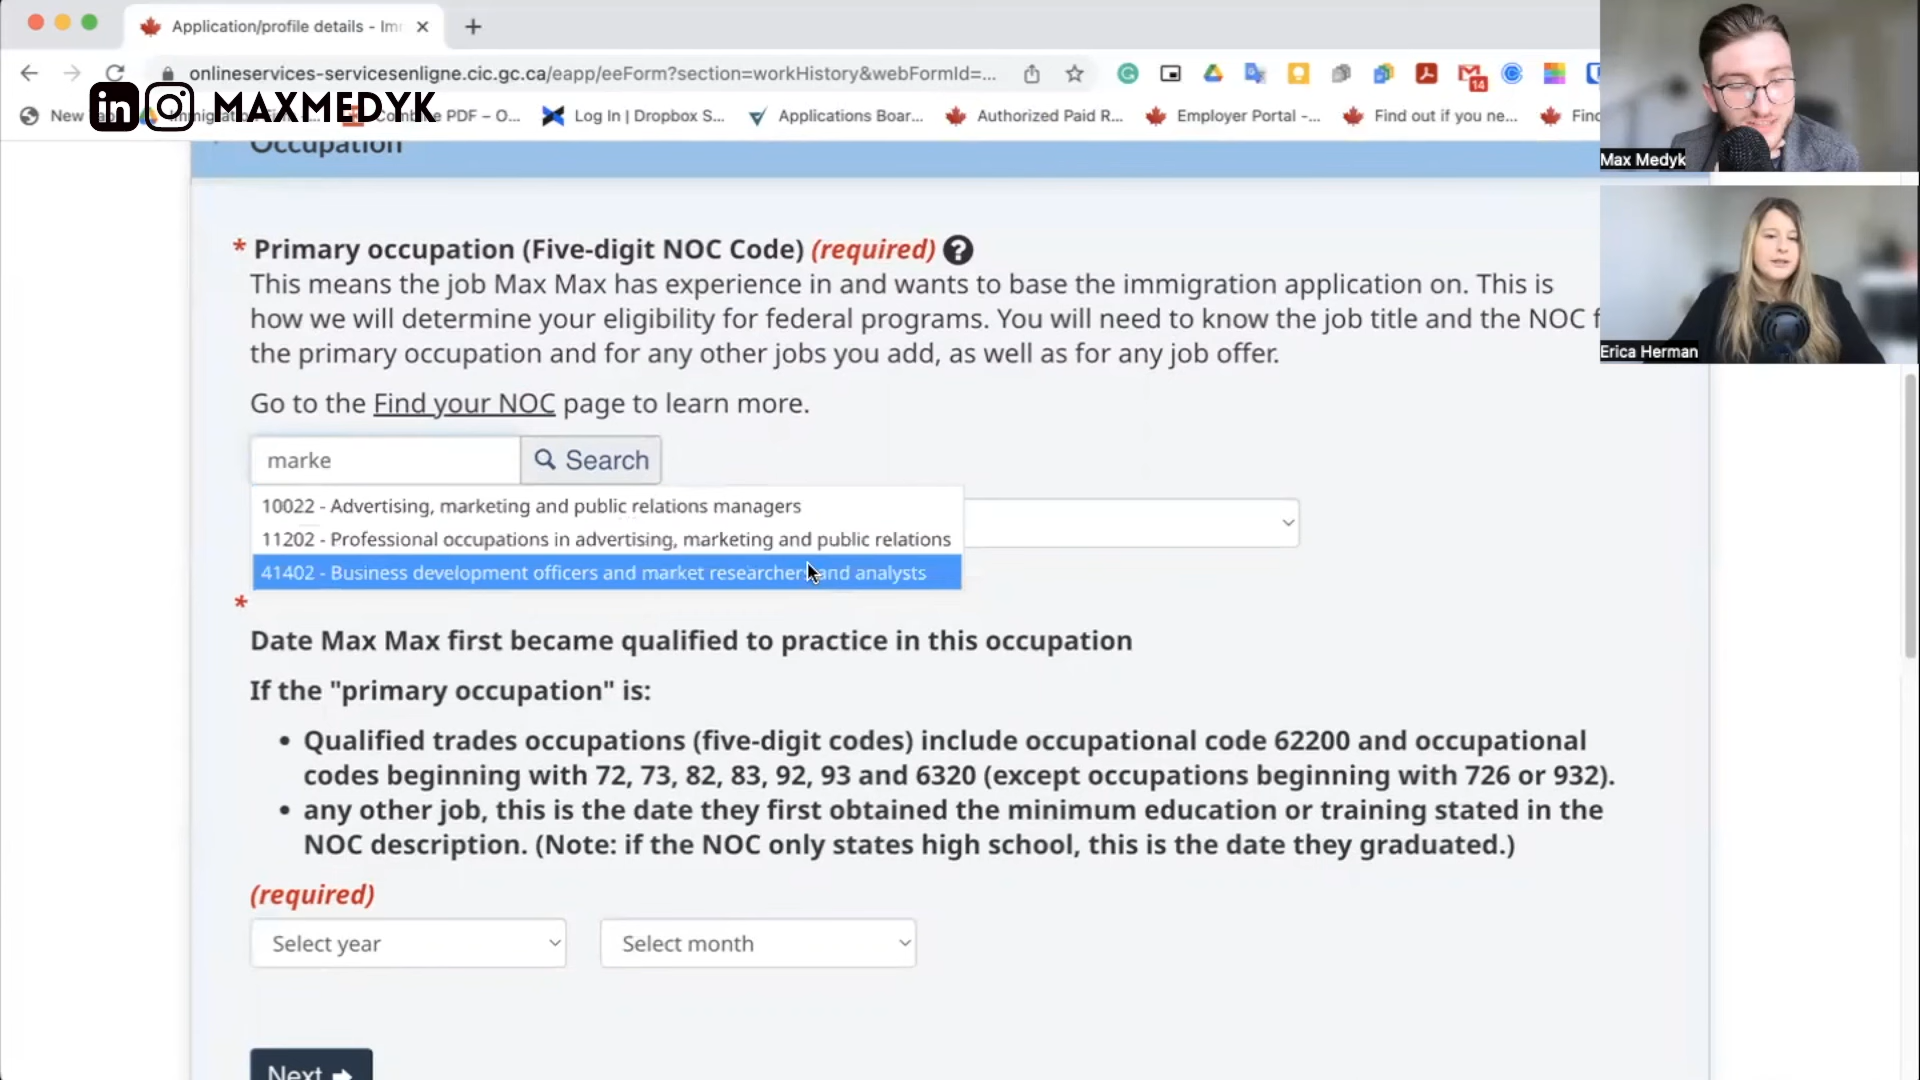 Application/profile details - Im
onlineservices-servicesenligne.cic.gc.ca/eapp/eeForm?section=workHistory&webFormId=...
14
in MAXMEDYK
New
PDF – O...
Log In | Dropbox S...
Applications Boar...
Authorized Paid R...
Employer Portal -...
Find out if you ne...
Max Medyk
Erica Herman
Occupation
* Primary occupation (Five-digit NOC Code) (required) ?
This means the job Max Max has experience in and wants to base the immigration application on. This is
how we will determine your eligibility for federal programs. You will need to know the job title and the NOC f
the primary occupation and for any other jobs you add, as well as for any job offer.
Go to the Find your NOC page to learn more.
marke
Search
10022 - Advertising, marketing and public relations managers
11202 - Professional occupations in advertising, marketing and public relations
41402 - Business development officers and market researchers and analysts
*
Date Max Max first became qualified to practice in this occupation
If the "primary occupation" is:
• Qualified trades occupations (five-digit codes) include occupational code 62200 and occupational
codes beginning with 72, 73, 82, 83, 92, 93 and 6320 (except occupations beginning with 726 or 932).
• any other job, this is the date they first obtained the minimum education or training stated in the
NOC description. (Note: if the NOC only states high school, this is the date they graduated.)
(required)
Select year
Select month
Next